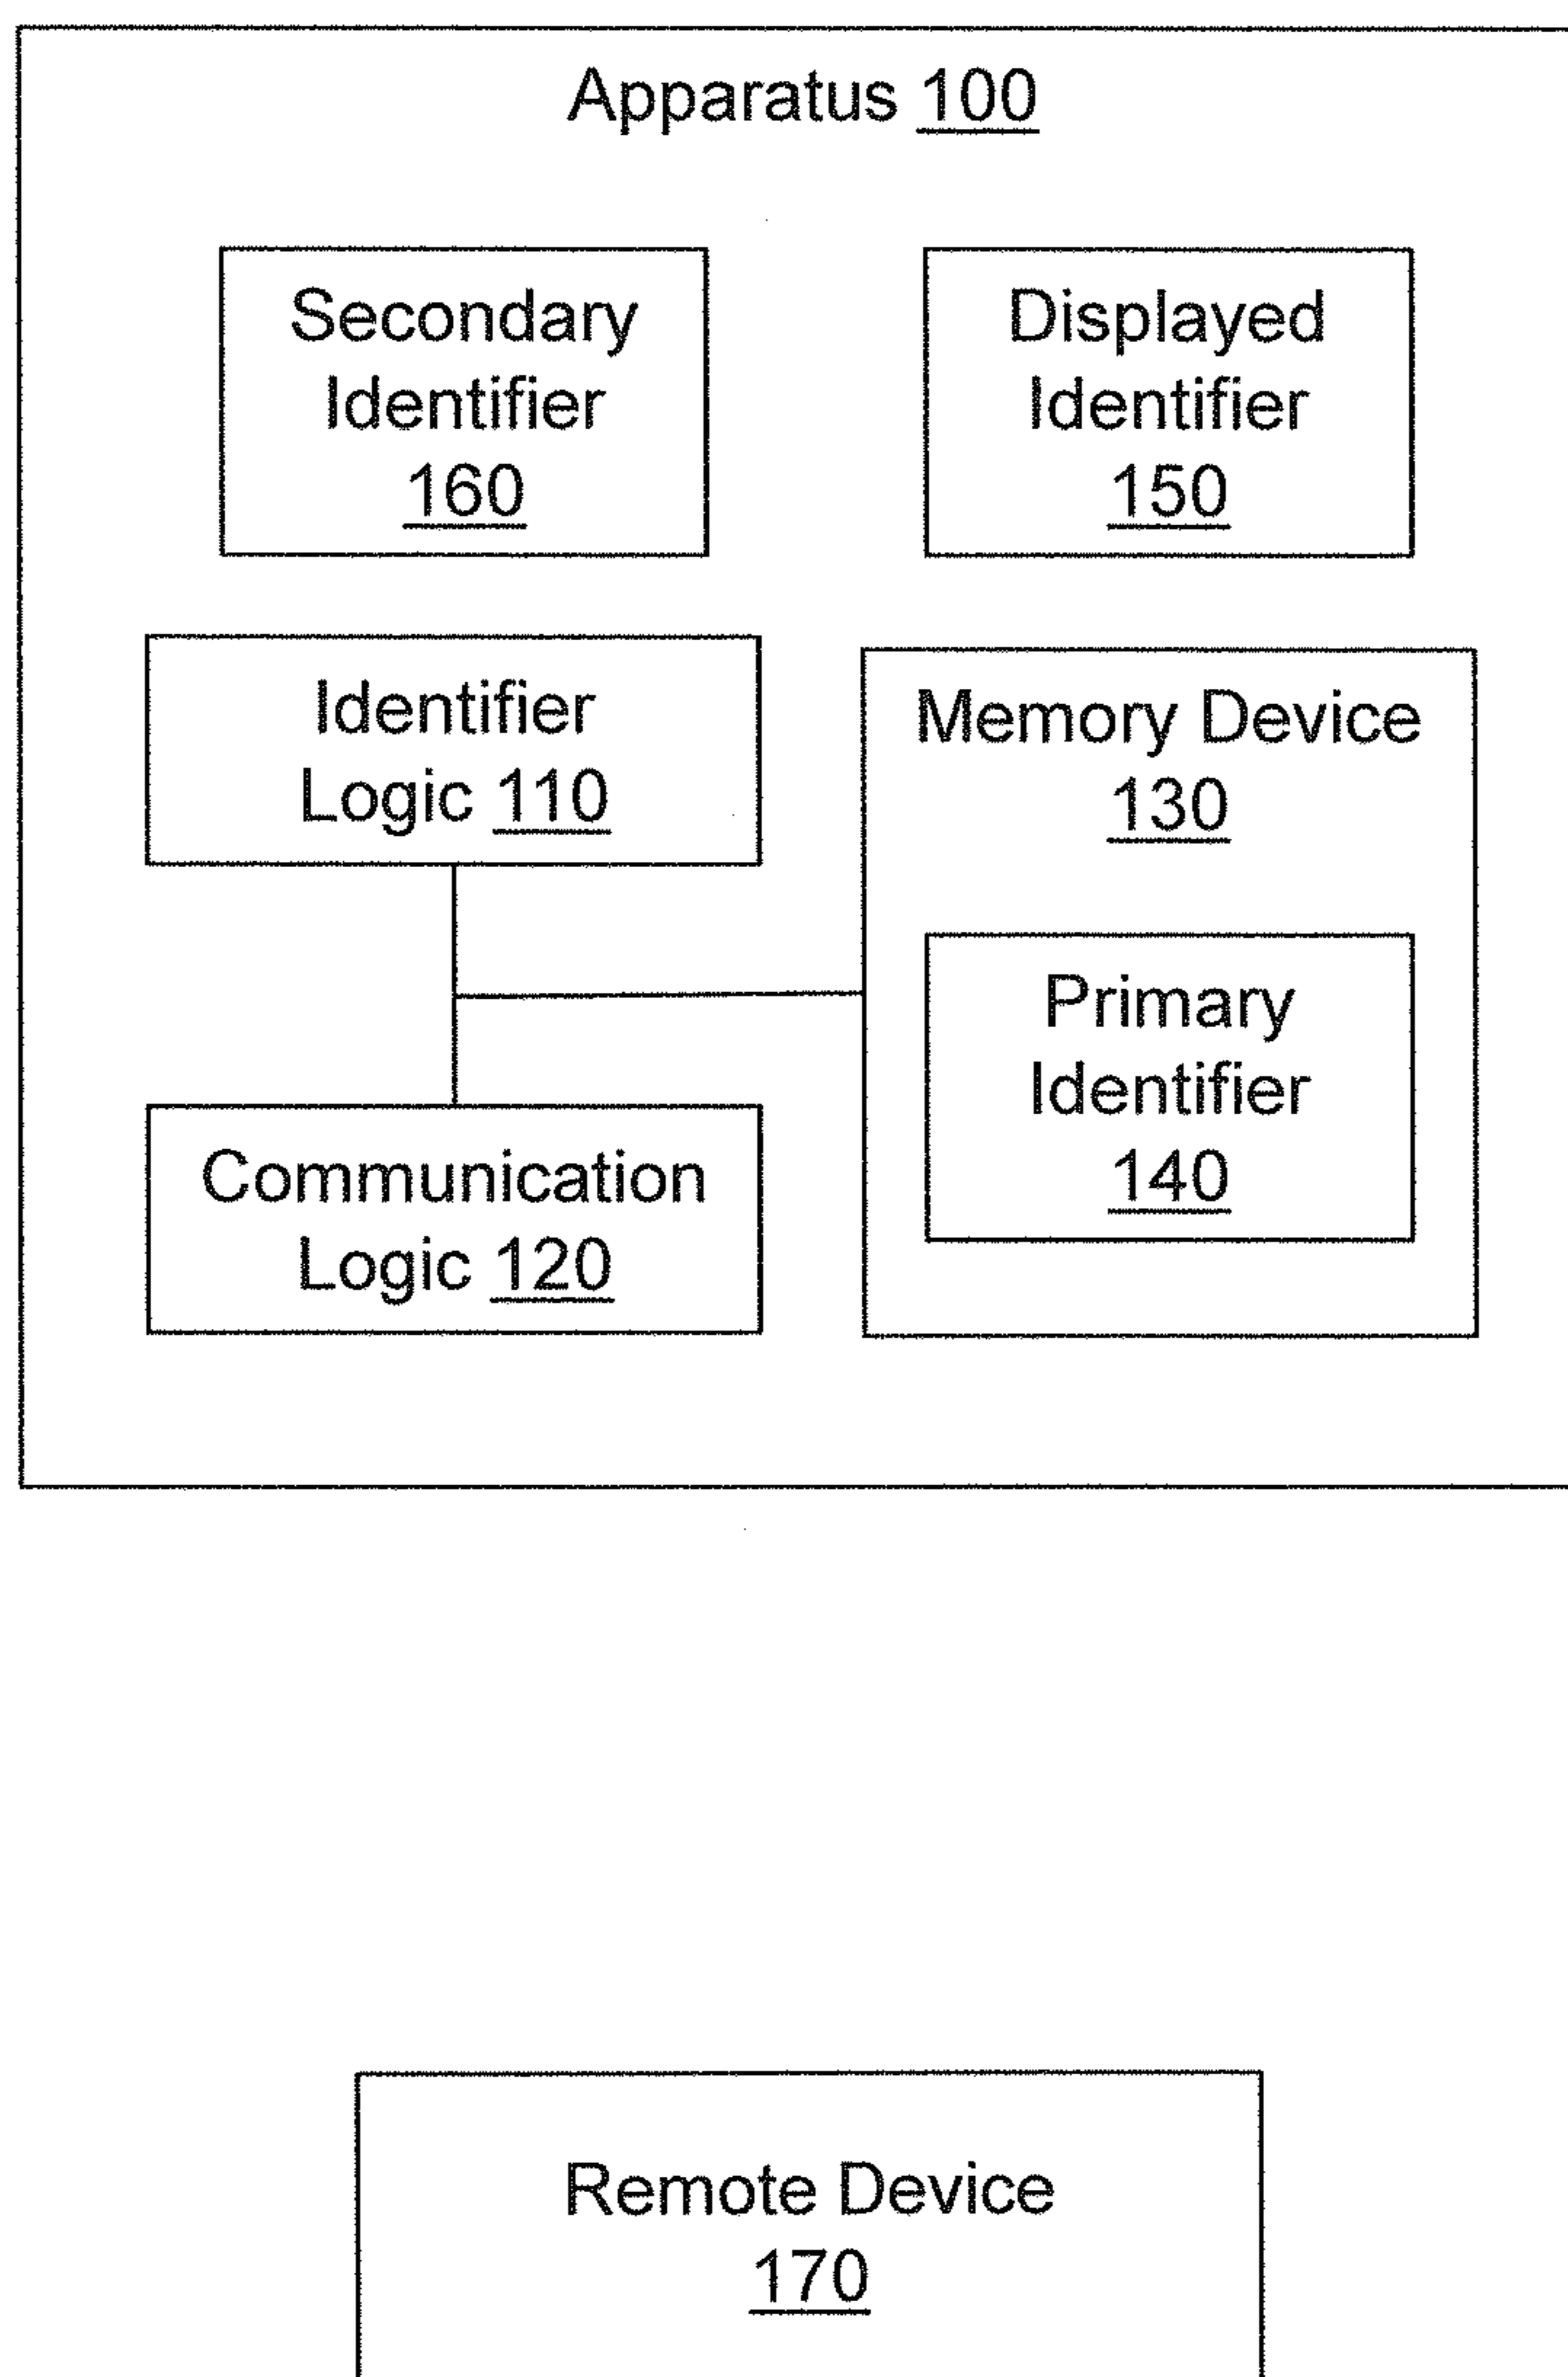 Apparatus 100
Secondary
Identifier
160
Displayed
Identifier
150
Identifier
Logic 110
Memory Device
130
Primary
Identifier
140
Communication
Logic 120
Remote Device
170